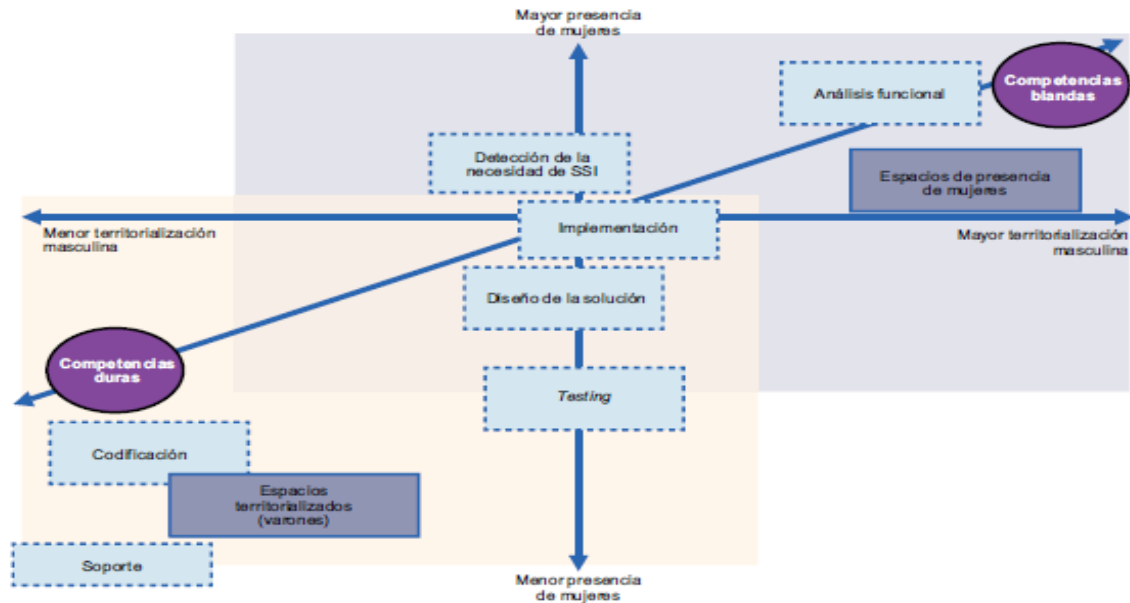 Mayor presencia
de mujeres
Competencias
blandas
Análisis funcional
Detección de la
necesidad de SSI
Espacios de presencia
de mujeres
Implementación
Menor territorialización
masculina
Mayor territorialización
masculina
Diseño de la solución
Competencias
duras
Testing
Codificación
Espacios
territorializados
(varones)
Soporte
Menor presencia
de mujeres